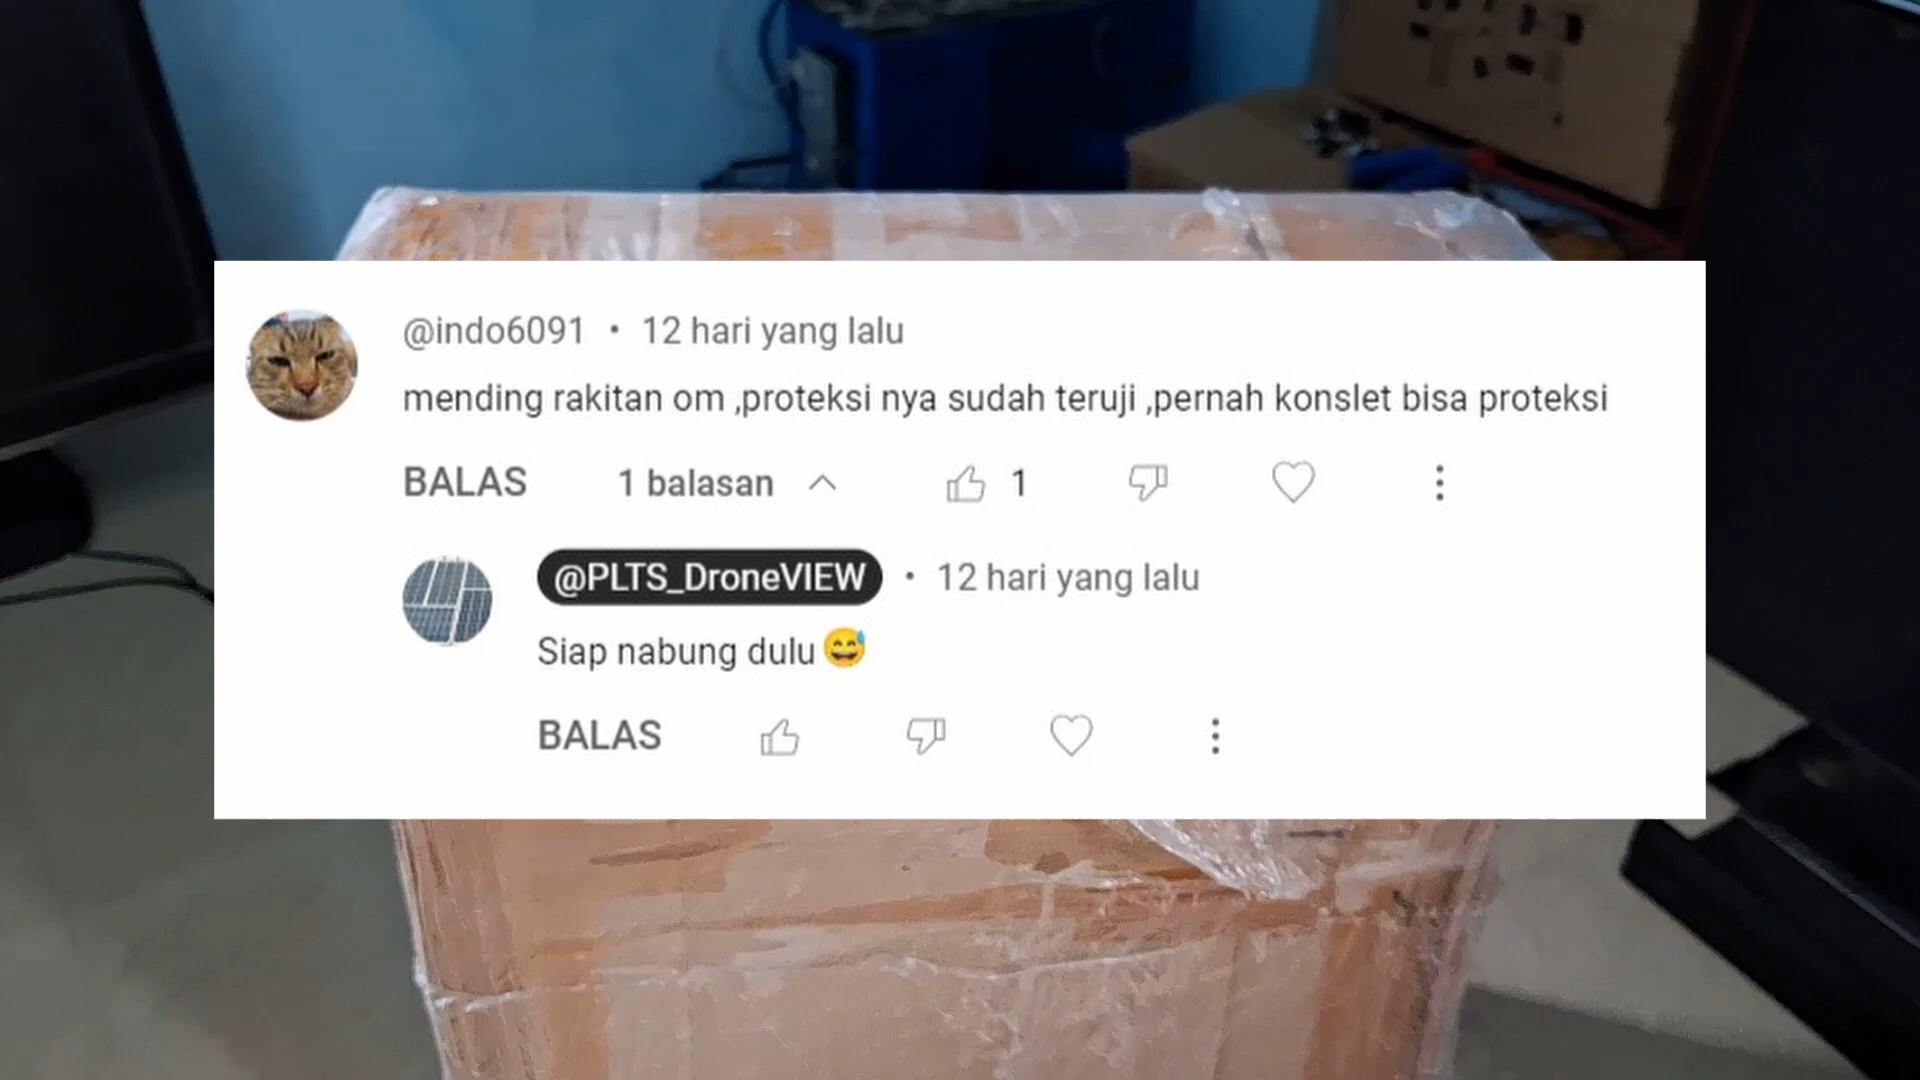 @indo6091 • 12 hari yang lalu
mending rakitan om ,proteksi nya sudah teruji ,pernah konslet bisa proteksi
BALAS 1 balasan 1
@PLTS_DroneVIEW • 12 hari yang lalu
Siap nabung dulu 😅
BALAS